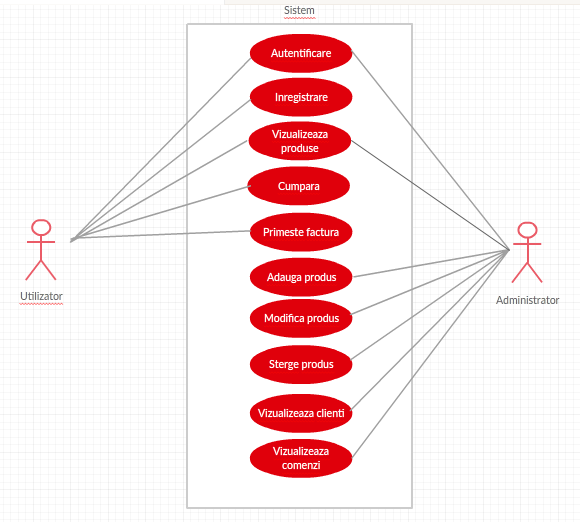 Sistem
Autentificare
Inregistrare
Vizualizeaza
produse
Cumpara
Primeste factura
Adauga produs
Modifica produs
Sterge produs
Vizualizeaza clienti
Vizualizeaza
comenzi
Utilizator
Administrator